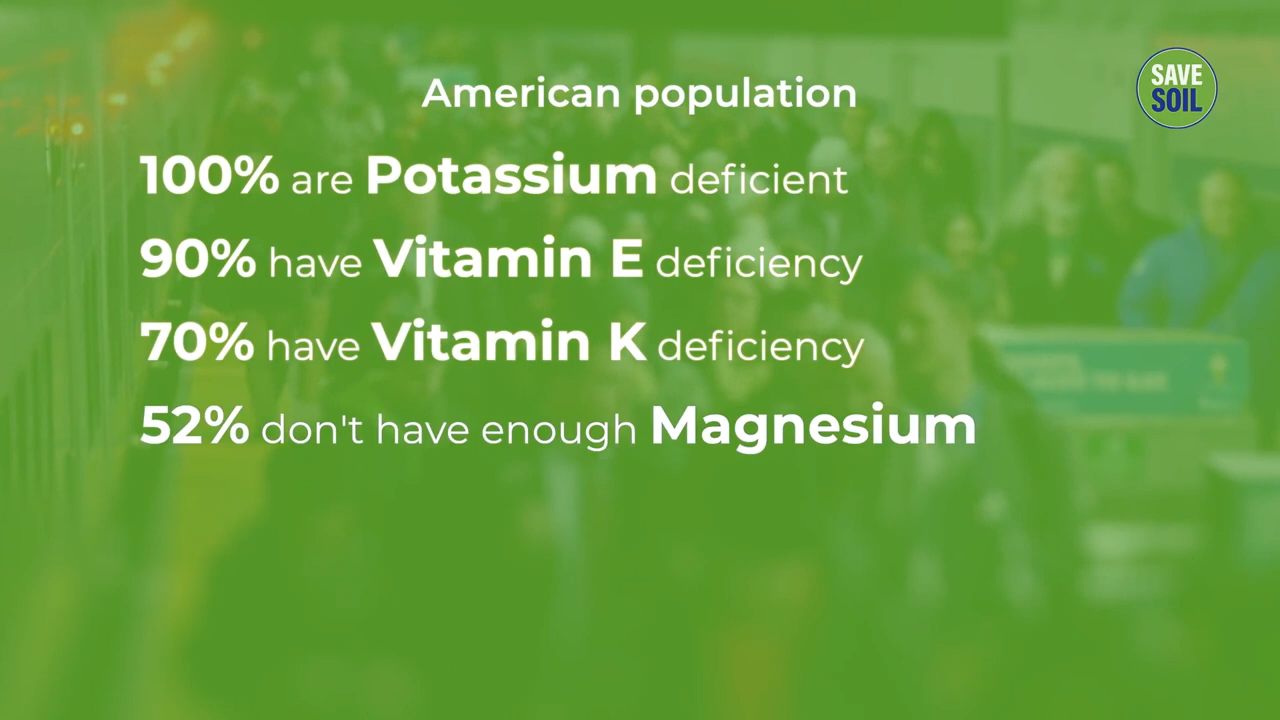 American population
SAVE
SOIL
100% are Potassium deficient
90% have Vitamin E deficiency
70% have Vitamin K deficiency
52% don't have enough Magnesium